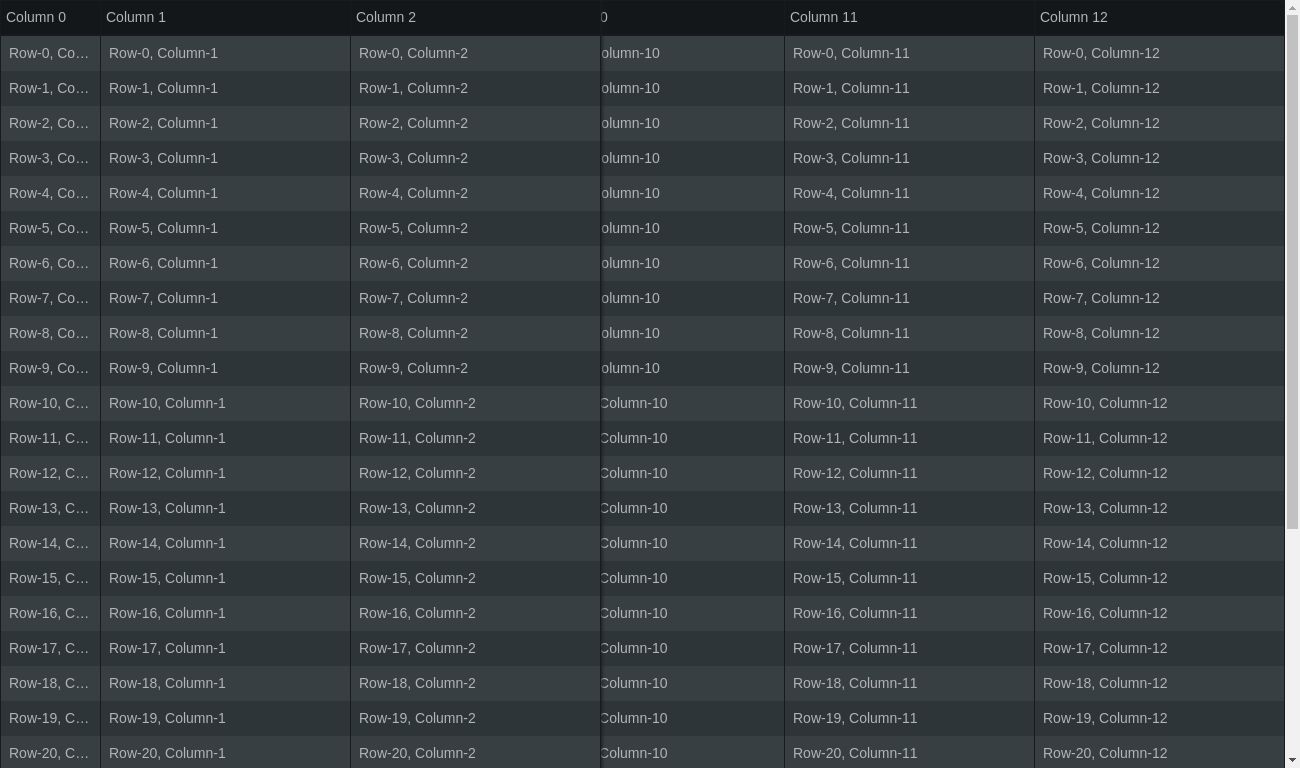 Column 0 Column 1 Column 2 0 Column 11 Column 12
Row-0, Co… Row-0, Column-1 Row-0, Column-2 olumn-10 Row-0, Column-11 Row-0, Column-12
Row-1, Co… Row-1, Column-1 Row-1, Column-2 olumn-10 Row-1, Column-11 Row-1, Column-12
Row-2, Co… Row-2, Column-1 Row-2, Column-2 olumn-10 Row-2, Column-11 Row-2, Column-12
Row-3, Co… Row-3, Column-1 Row-3, Column-2 olumn-10 Row-3, Column-11 Row-3, Column-12
Row-4, Co… Row-4, Column-1 Row-4, Column-2 olumn-10 Row-4, Column-11 Row-4, Column-12
Row-5, Co… Row-5, Column-1 Row-5, Column-2 olumn-10 Row-5, Column-11 Row-5, Column-12
Row-6, Co… Row-6, Column-1 Row-6, Column-2 olumn-10 Row-6, Column-11 Row-6, Column-12
Row-7, Co… Row-7, Column-1 Row-7, Column-2 olumn-10 Row-7, Column-11 Row-7, Column-12
Row-8, Co… Row-8, Column-1 Row-8, Column-2 olumn-10 Row-8, Column-11 Row-8, Column-12
Row-9, Co… Row-9, Column-1 Row-9, Column-2 olumn-10 Row-9, Column-11 Row-9, Column-12
Row-10, C… Row-10, Column-1 Row-10, Column-2 Column-10 Row-10, Column-11 Row-10, Column-12
Row-11, C… Row-11, Column-1 Row-11, Column-2 Column-10 Row-11, Column-11 Row-11, Column-12
Row-12, C… Row-12, Column-1 Row-12, Column-2 Column-10 Row-12, Column-11 Row-12, Column-12
Row-13, C… Row-13, Column-1 Row-13, Column-2 Column-10 Row-13, Column-11 Row-13, Column-12
Row-14, C… Row-14, Column-1 Row-14, Column-2 Column-10 Row-14, Column-11 Row-14, Column-12
Row-15, C… Row-15, Column-1 Row-15, Column-2 Column-10 Row-15, Column-11 Row-15, Column-12
Row-16, C… Row-16, Column-1 Row-16, Column-2 Column-10 Row-16, Column-11 Row-16, Column-12
Row-17, C… Row-17, Column-1 Row-17, Column-2 Column-10 Row-17, Column-11 Row-17, Column-12
Row-18, C… Row-18, Column-1 Row-18, Column-2 Column-10 Row-18, Column-11 Row-18, Column-12
Row-19, C… Row-19, Column-1 Row-19, Column-2 Column-10 Row-19, Column-11 Row-19, Column-12
Row-20, C… Row-20, Column-1 Row-20, Column-2 Column-10 Row-20, Column-11 Row-20, Column-12